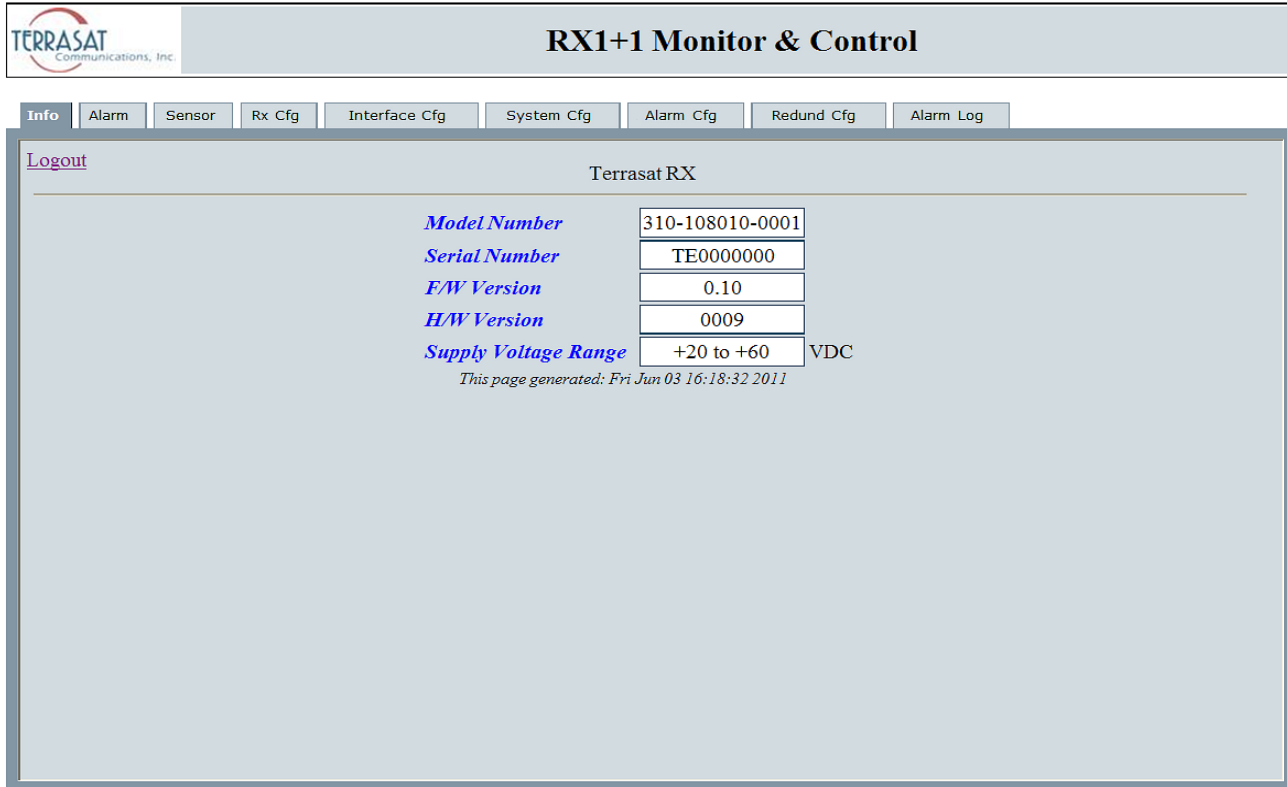 TERRASAT
Communications, Inc.
RX1+1 Monitor & Control
Info Alarm Sensor Rx Cfg Interface Cfg System Cfg Alarm Cfg Redund Cfg Alarm Log
Logout
Terrasat RX
Model Number 310-108010-0001
Serial Number TE0000000
F/W Version 0.10
H/W Version 0009
Supply Voltage Range +20 to +60 VDC
This page generated: Fri Jun 03 16:18:32 2011